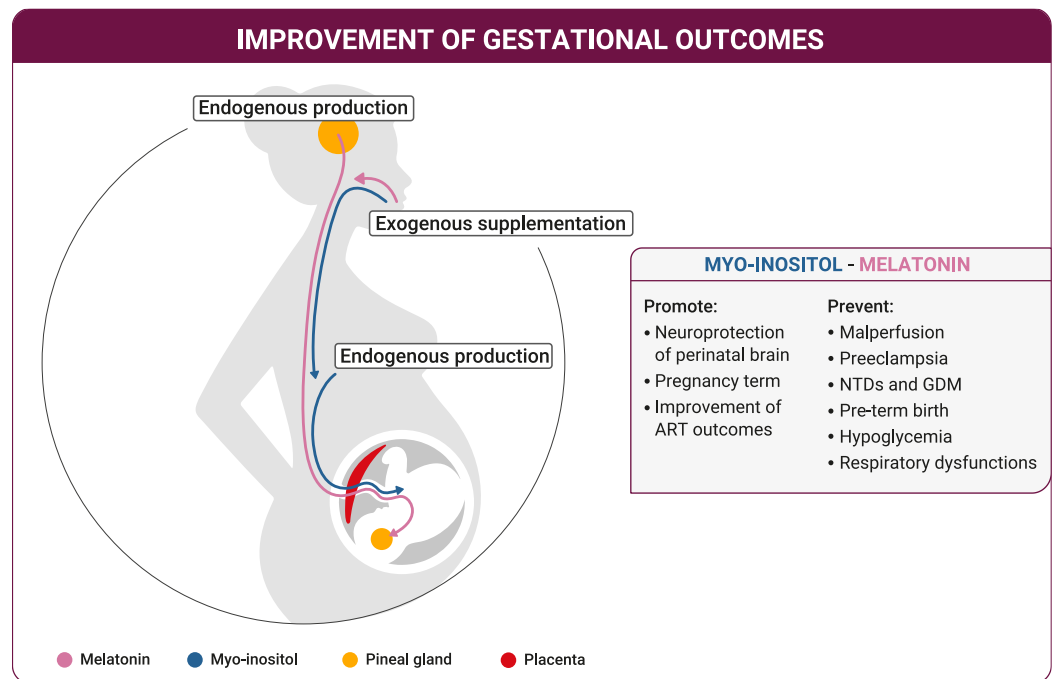 IMPROVEMENT OF GESTATIONAL OUTCOMES
Endogenous production
Exogenous supplementation
Endogenous production
MYO-INOSITOL - MELATONIN
Promote:
• Neuroprotection
of perinatal brain
• Pregnancy term
• Improvement of
ART outcomes
Prevent:
• Malperfusion
• Preeclampsia
• NTDs and GDM
• Pre-term birth
• Hypoglycemia
• Respiratory dysfunctions
Melatonin
Myo-inositol
Pineal gland
Placenta